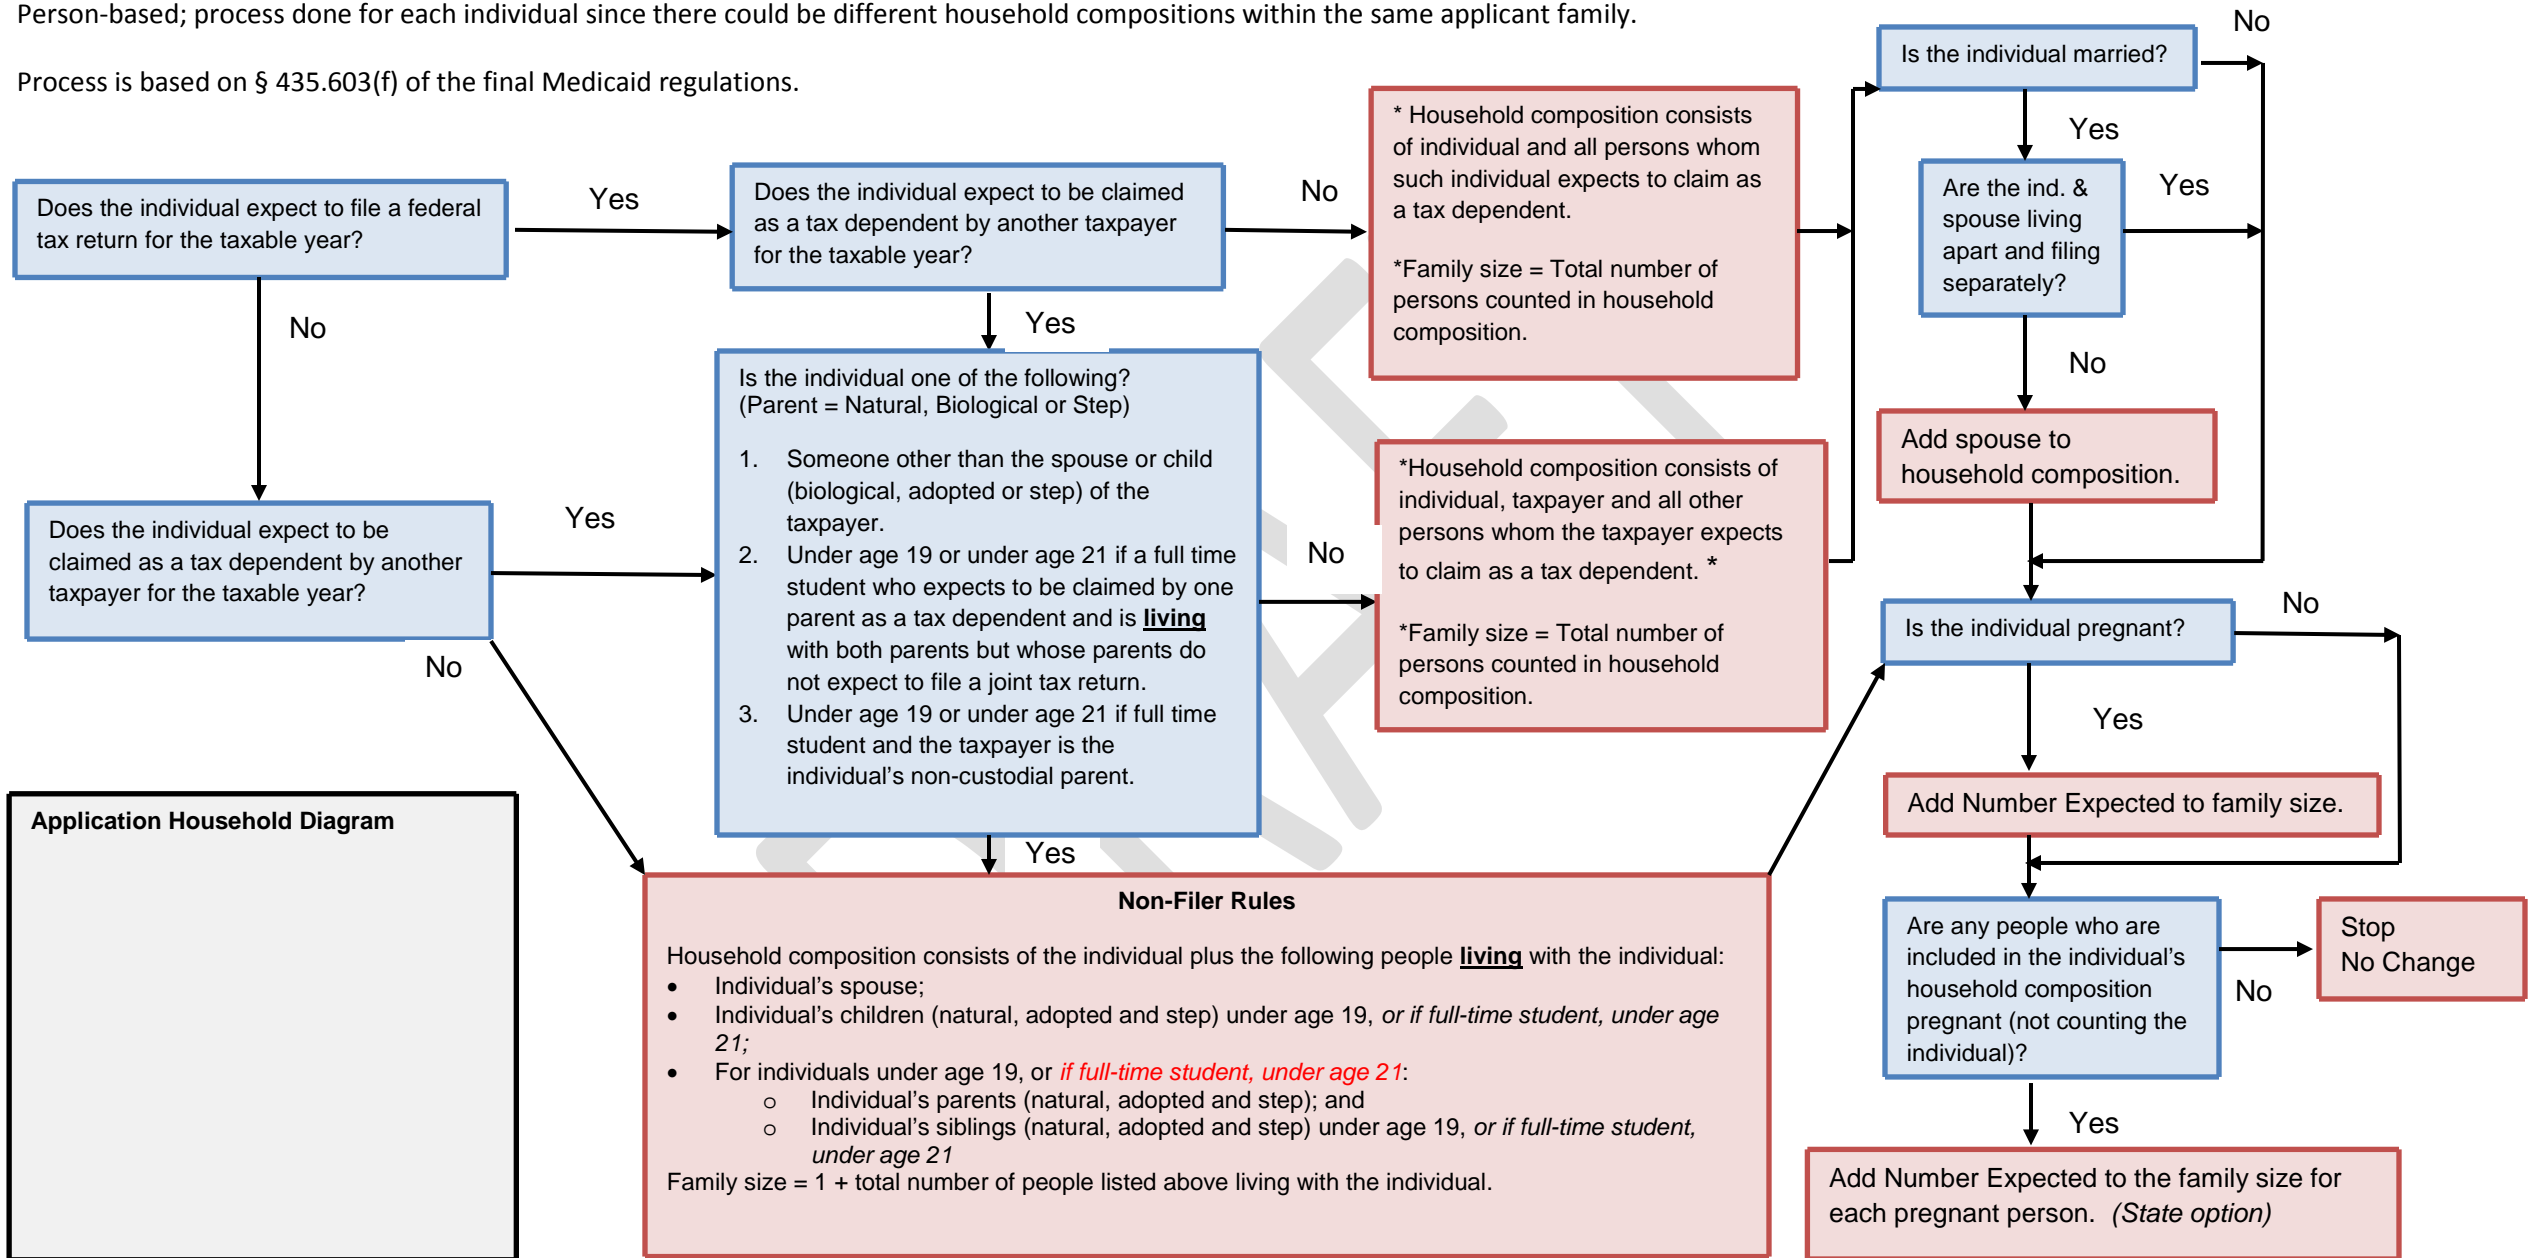 Person-based; process done for each individual since there could be different household compositions within the same applicant family.
Process is based on § 435.603(f) of the final Medicaid regulations.
Does the individual expect to file a federal
tax return for the taxable year?
Yes
No
Does the individual expect to be claimed
as a tax dependent by another taxpayer
for the taxable year?
No
Yes
* Household composition consists
of individual and all persons whom
such individual expects to claim as
a tax dependent.
*Family size = Total number of
persons counted in household
composition.
Is the individual married?
No
Yes
Are the ind. &
spouse living
apart and filing
separately?
Yes
No
Add spouse to
household composition.
Does the individual expect to be
claimed as a tax dependent by another
taxpayer for the taxable year?
Yes
No
Is the individual one of the following?
(Parent = Natural, Biological or Step)
1. Someone other than the spouse or child
(biological, adopted or step) of the
taxpayer.
2. Under age 19 or under age 21 if a full time
student who expects to be claimed by one
parent as a tax dependent and is living
with both parents but whose parents do
not expect to file a joint tax return.
3. Under age 19 or under age 21 if full time
student and the taxpayer is the
individual's non-custodial parent.
No
Yes
*Household composition consists of
individual, taxpayer and all other
persons whom the taxpayer expects
to claim as a tax dependent. *
*Family size = Total number of
persons counted in household
composition.
Is the individual pregnant?
No
Yes
Add Number Expected to family size.
Application Household Diagram
Non-Filer Rules
Household composition consists of the individual plus the following people living with the individual:
• Individual's spouse;
• Individual's children (natural, adopted and step) under age 19, or if full-time student, under age
21;
• For individuals under age 19, or if full-time student, under age 21:
o Individual's parents (natural, adopted and step); and
o Individual's siblings (natural, adopted and step) under age 19, or if full-time student,
under age 21
Family size = 1 + total number of people listed above living with the individual.
Are any people who are
included in the individual's
household composition
pregnant (not counting the
individual)?
No
Stop
No Change
Yes
Add Number Expected to the family size for
each pregnant person. (State option)